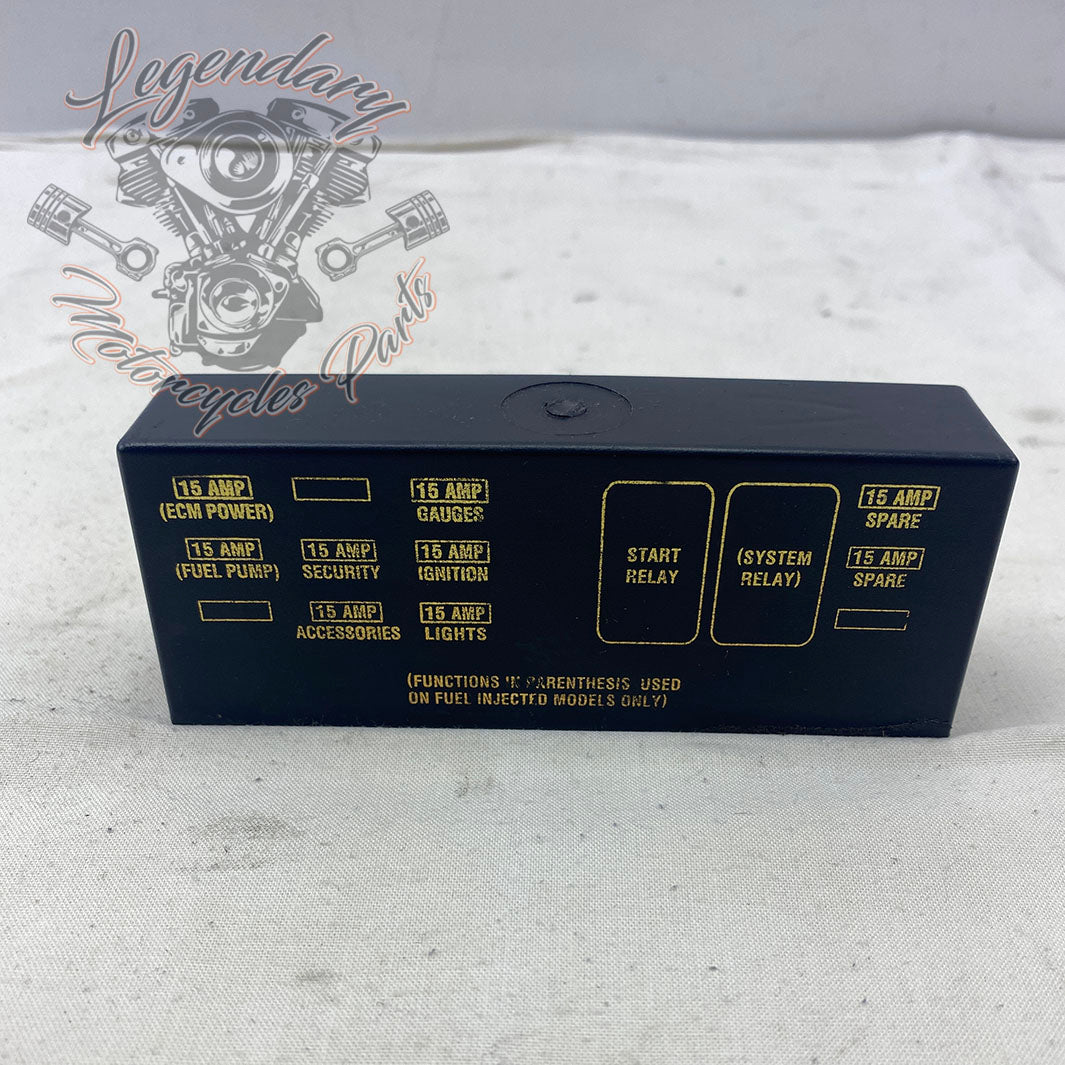 Legendary
Motorcycles Parts
15 AMP
(ECM POWER)
15 AMP
GAUGES
15 AMP
(FUEL PUMP)
15 AMP
SECURITY
15 AMP
IGNITION
15 AMP
ACCESSORIES
15 AMP
LIGHTS
START
RELAY
(SYSTEM
RELAY)
15 AMP
SPARE
15 AMP
SPARE
(FUNCTIONS IN PARENTHESIS USED
ON FUEL INJECTED MODELS ONLY)